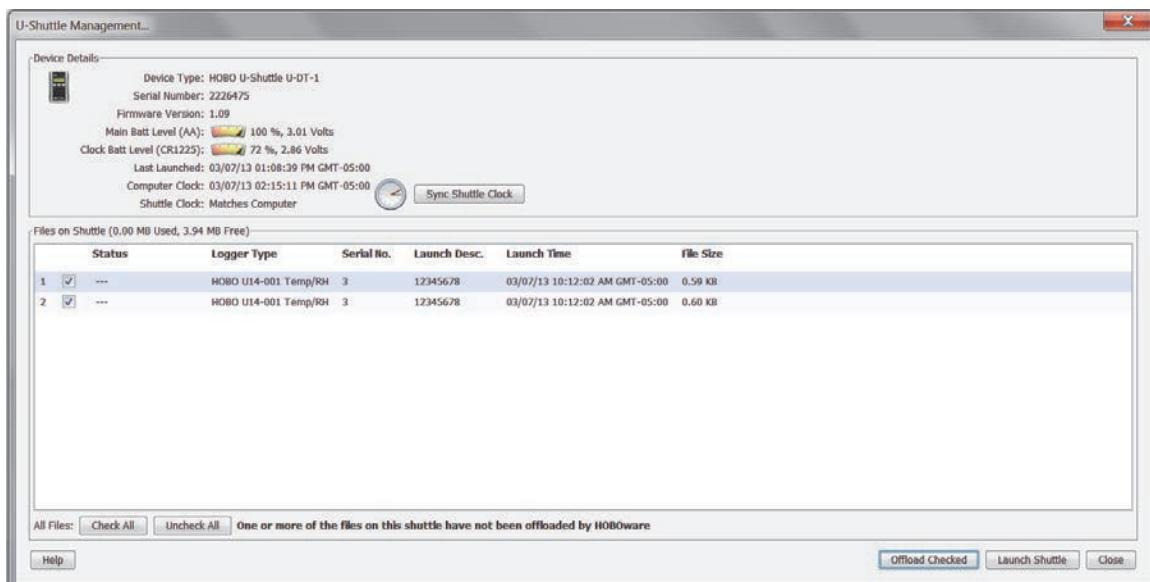 U-Shuttle Management...
X
Device Details
Device Type: HOBO U-Shuttle U-DT-1
Serial Number: 2226475
Firmware Version: 1.09
Main Batt Level (AA): 100 %, 3.01 Volts
Clock Batt Level (CR1225): 72 %, 2.86 Volts
Last Launched: 03/07/13 01:08:39 PM GMT-05:00
Computer Clock: 03/07/13 02:15:11 PM GMT-05:00
Shuttle Clock: Matches Computer
Sync Shuttle Clock
Files on Shuttle (0.00 MB Used, 3.94 MB Free)
Status Logger Type Serial No. Launch Desc. Launch Time File Size
1 --- HOBO U14-001 Temp/RH 3 12345678 03/07/13 10:12:02 AM GMT-05:00 0.59 KB
2 --- HOBO U14-001 Temp/RH 3 12345678 03/07/13 10:12:02 AM GMT-05:00 0.60 KB
All Files: Check All Uncheck All One or more of the files on this shuttle have not been offloaded by HOBOware
Help Offload Checked Launch Shuttle Close